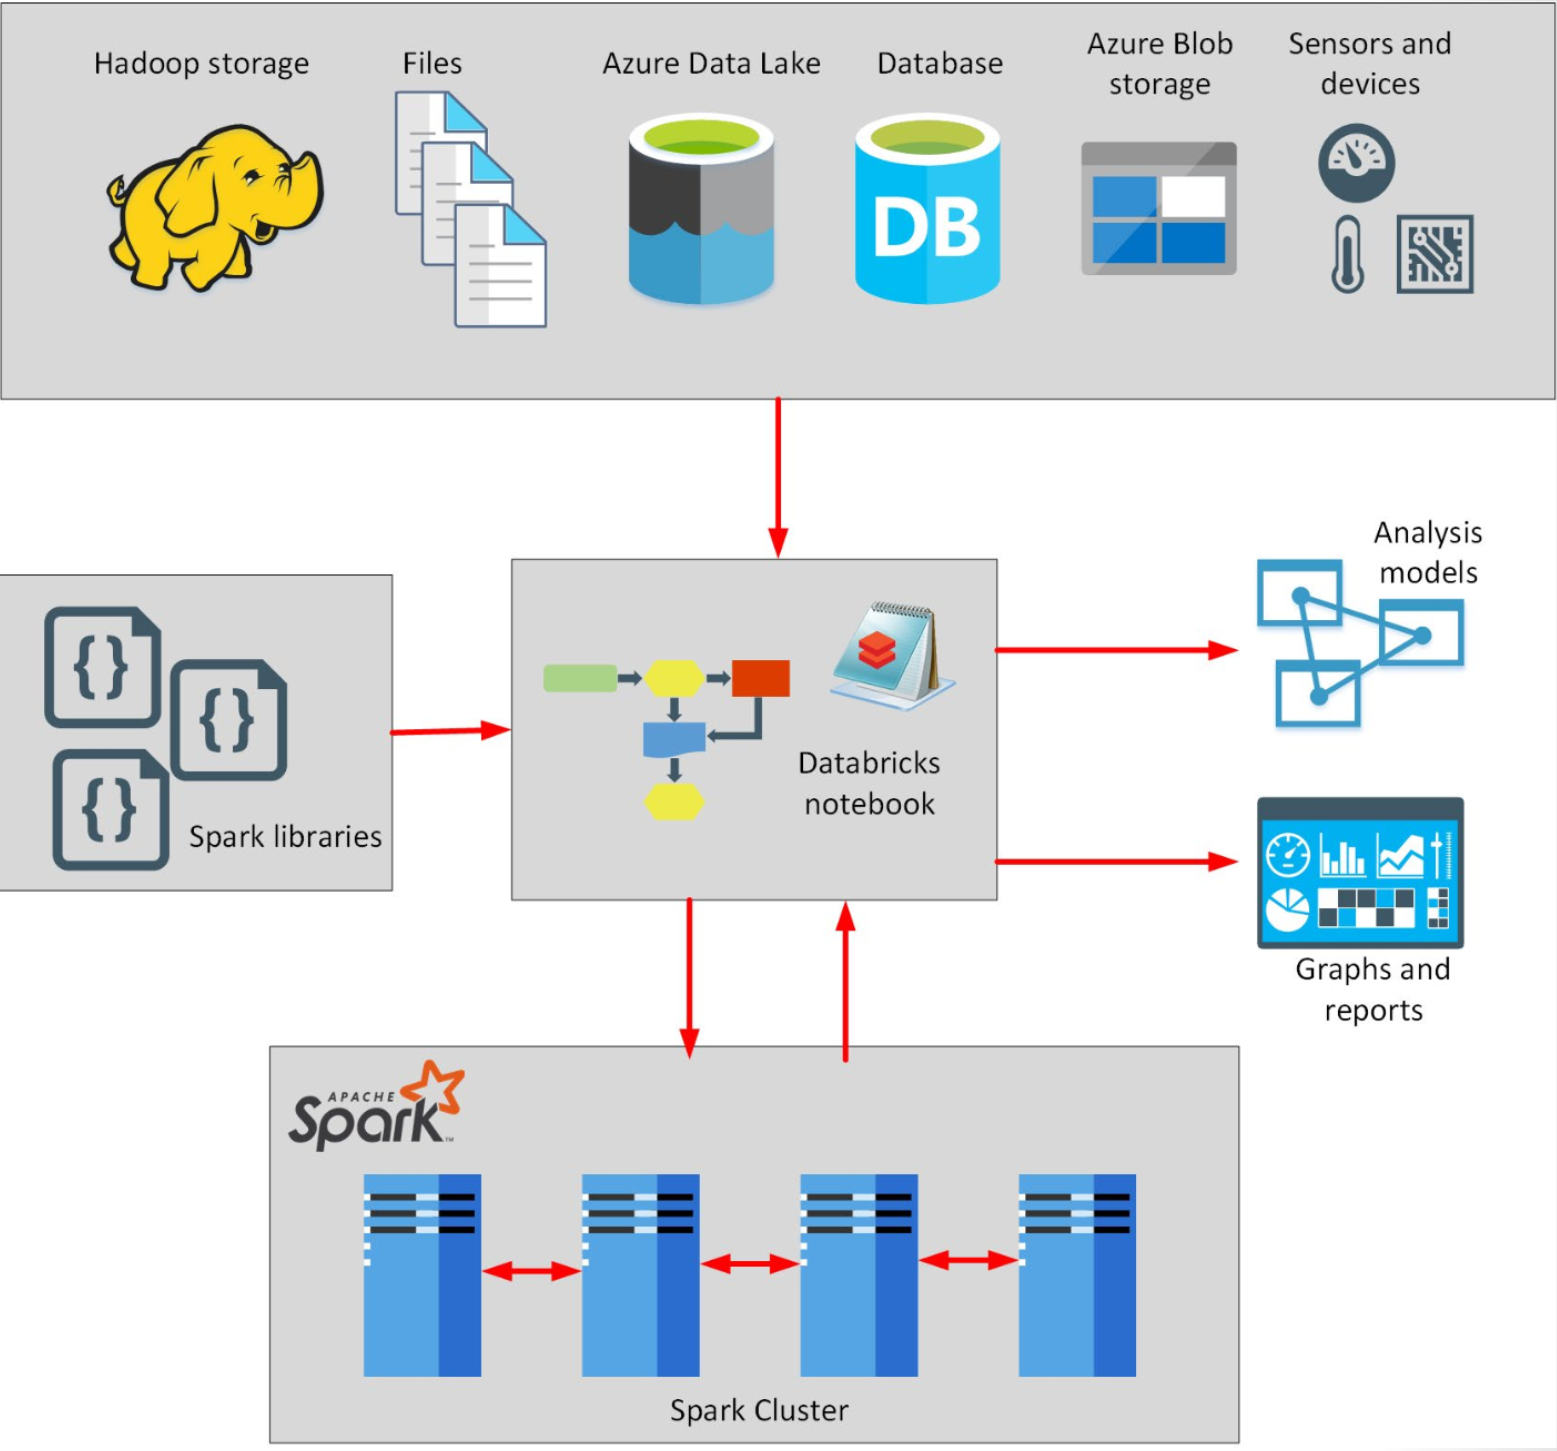 Hadoop storage
Files
Azure Data Lake
Database
Azure Blob
storage
Sensors and
devices
DB
Analysis
models
{}
{}
{}
Spark libraries
Databricks
notebook
Graphs and
reports
APACHE
Spark™
Spark Cluster